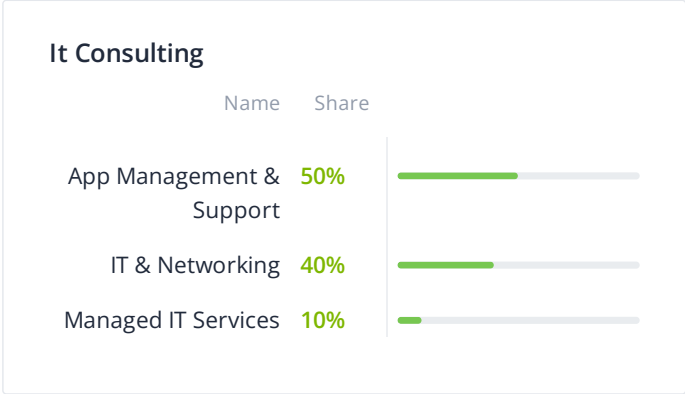 It Consulting
Name Share
App Management & 50%
Support
IT & Networking 40%
Managed IT Services 10%